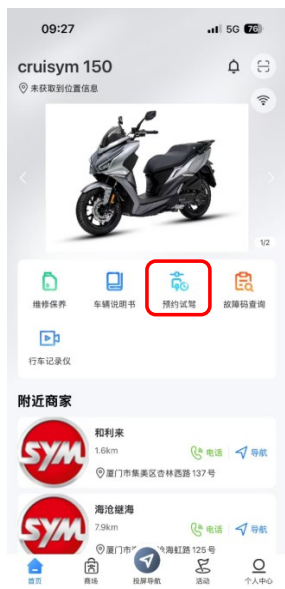 09:27
5G 76
cruisym 150
未获取到位置信息
1/2
维修保养 车辆说明书 预约试驾 故障码查询
行车记录仪
附近商家
SYM
和利来
1.6km 电话 导航
厦门市集美区杏林西路137号
SYM
海沧继海
7.9km 电话 导航
厦门市 沧海虹路125号
首页 商场 投屏导航 活动 个人中心